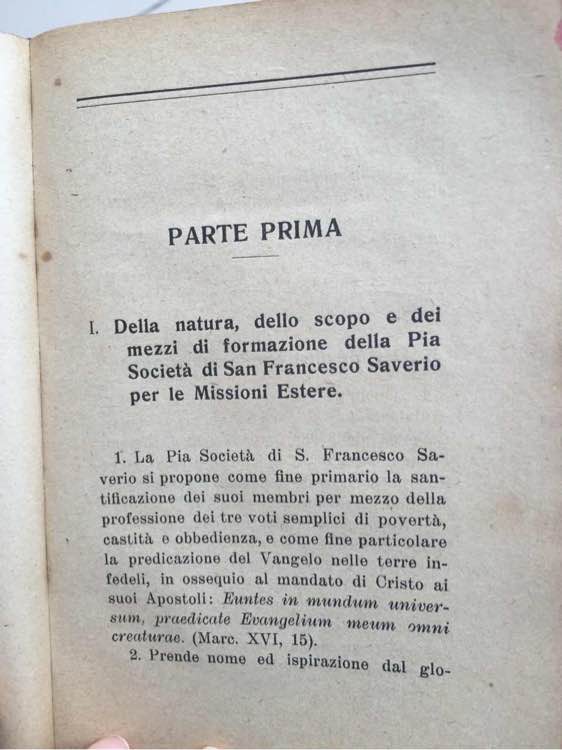 PARTE PRIMA
I. Della natura, dello scopo e dei
mezzi di formazione della Pia
Società di San Francesco Saverio
per le Missioni Estere.
1. La Pia Società di S. Francesco Sa-
verio si propone come fine primario la san-
tificazione dei suoi membri per mezzo della
professione dei tre voti semplici di povertà,
castità e obbedienza, e come fine particolare
la predicazione del Vangelo nelle terre in-
fedeli, in ossequio al mandato di Cristo ai
suoi Apostoli: Euntes in mundum univer-
sum, praedicate Evangelium meum omni
creaturae. (Marc. XVI, 15).
2. Prende nome ed ispirazione dal glo-